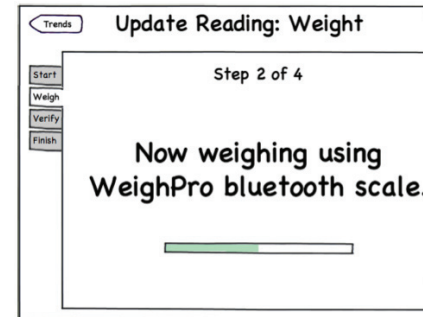 Trends
Update Reading: Weight
Start
Weigh
Verify
Finish
Step 2 of 4
Now weighing using
WeighPro bluetooth scale.